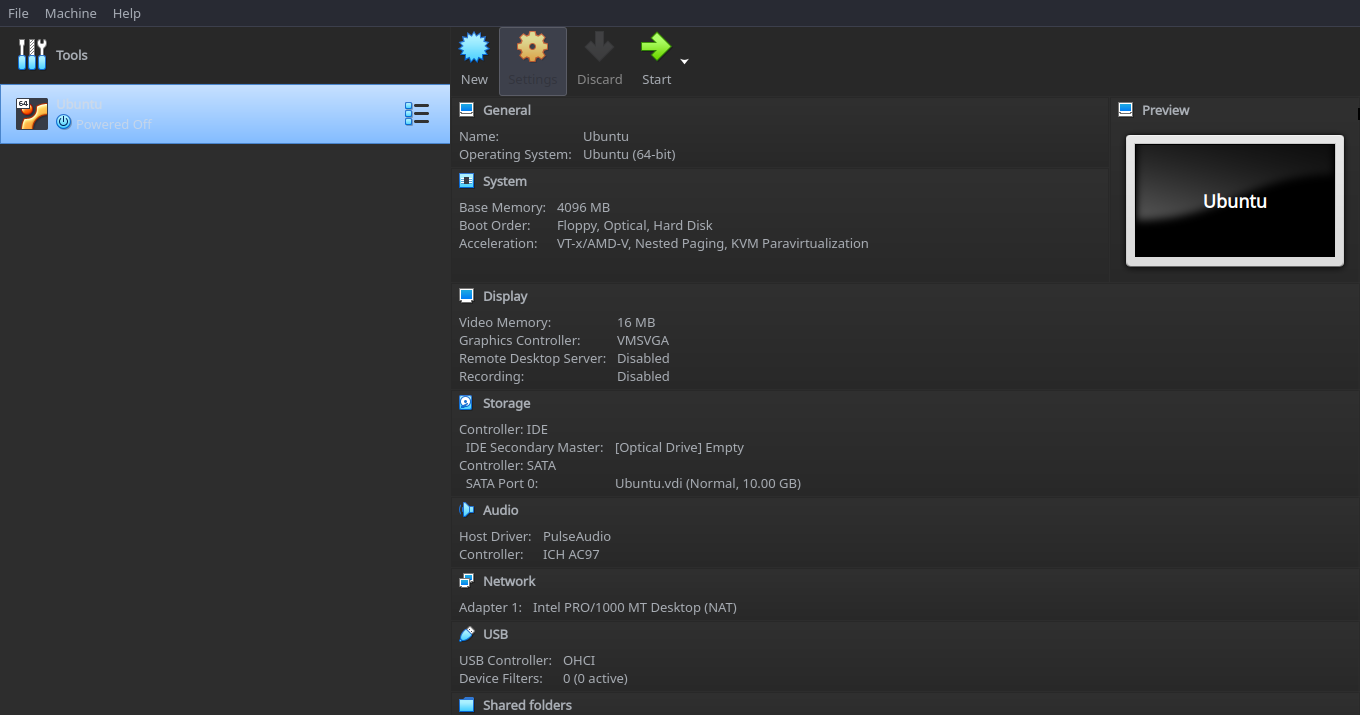 File Machine Help
Tools
64
Ubuntu
Powered Off
New Settings Discard Start
General
Name: Ubuntu
Operating System: Ubuntu (64-bit)
System
Base Memory: 4096 MB
Boot Order: Floppy, Optical, Hard Disk
Acceleration: VT-x/AMD-V, Nested Paging, KVM Paravirtualization
Preview
Ubuntu
Display
Video Memory: 16 MB
Graphics Controller: VMSVGA
Remote Desktop Server: Disabled
Recording: Disabled
Storage
Controller: IDE
IDE Secondary Master: [Optical Drive] Empty
Controller: SATA
SATA Port 0: Ubuntu.vdi (Normal, 10.00 GB)
Audio
Host Driver: PulseAudio
Controller: ICH AC97
Network
Adapter 1: Intel PRO/1000 MT Desktop (NAT)
USB
USB Controller: OHCI
Device Filters: 0 (0 active)
Shared folders